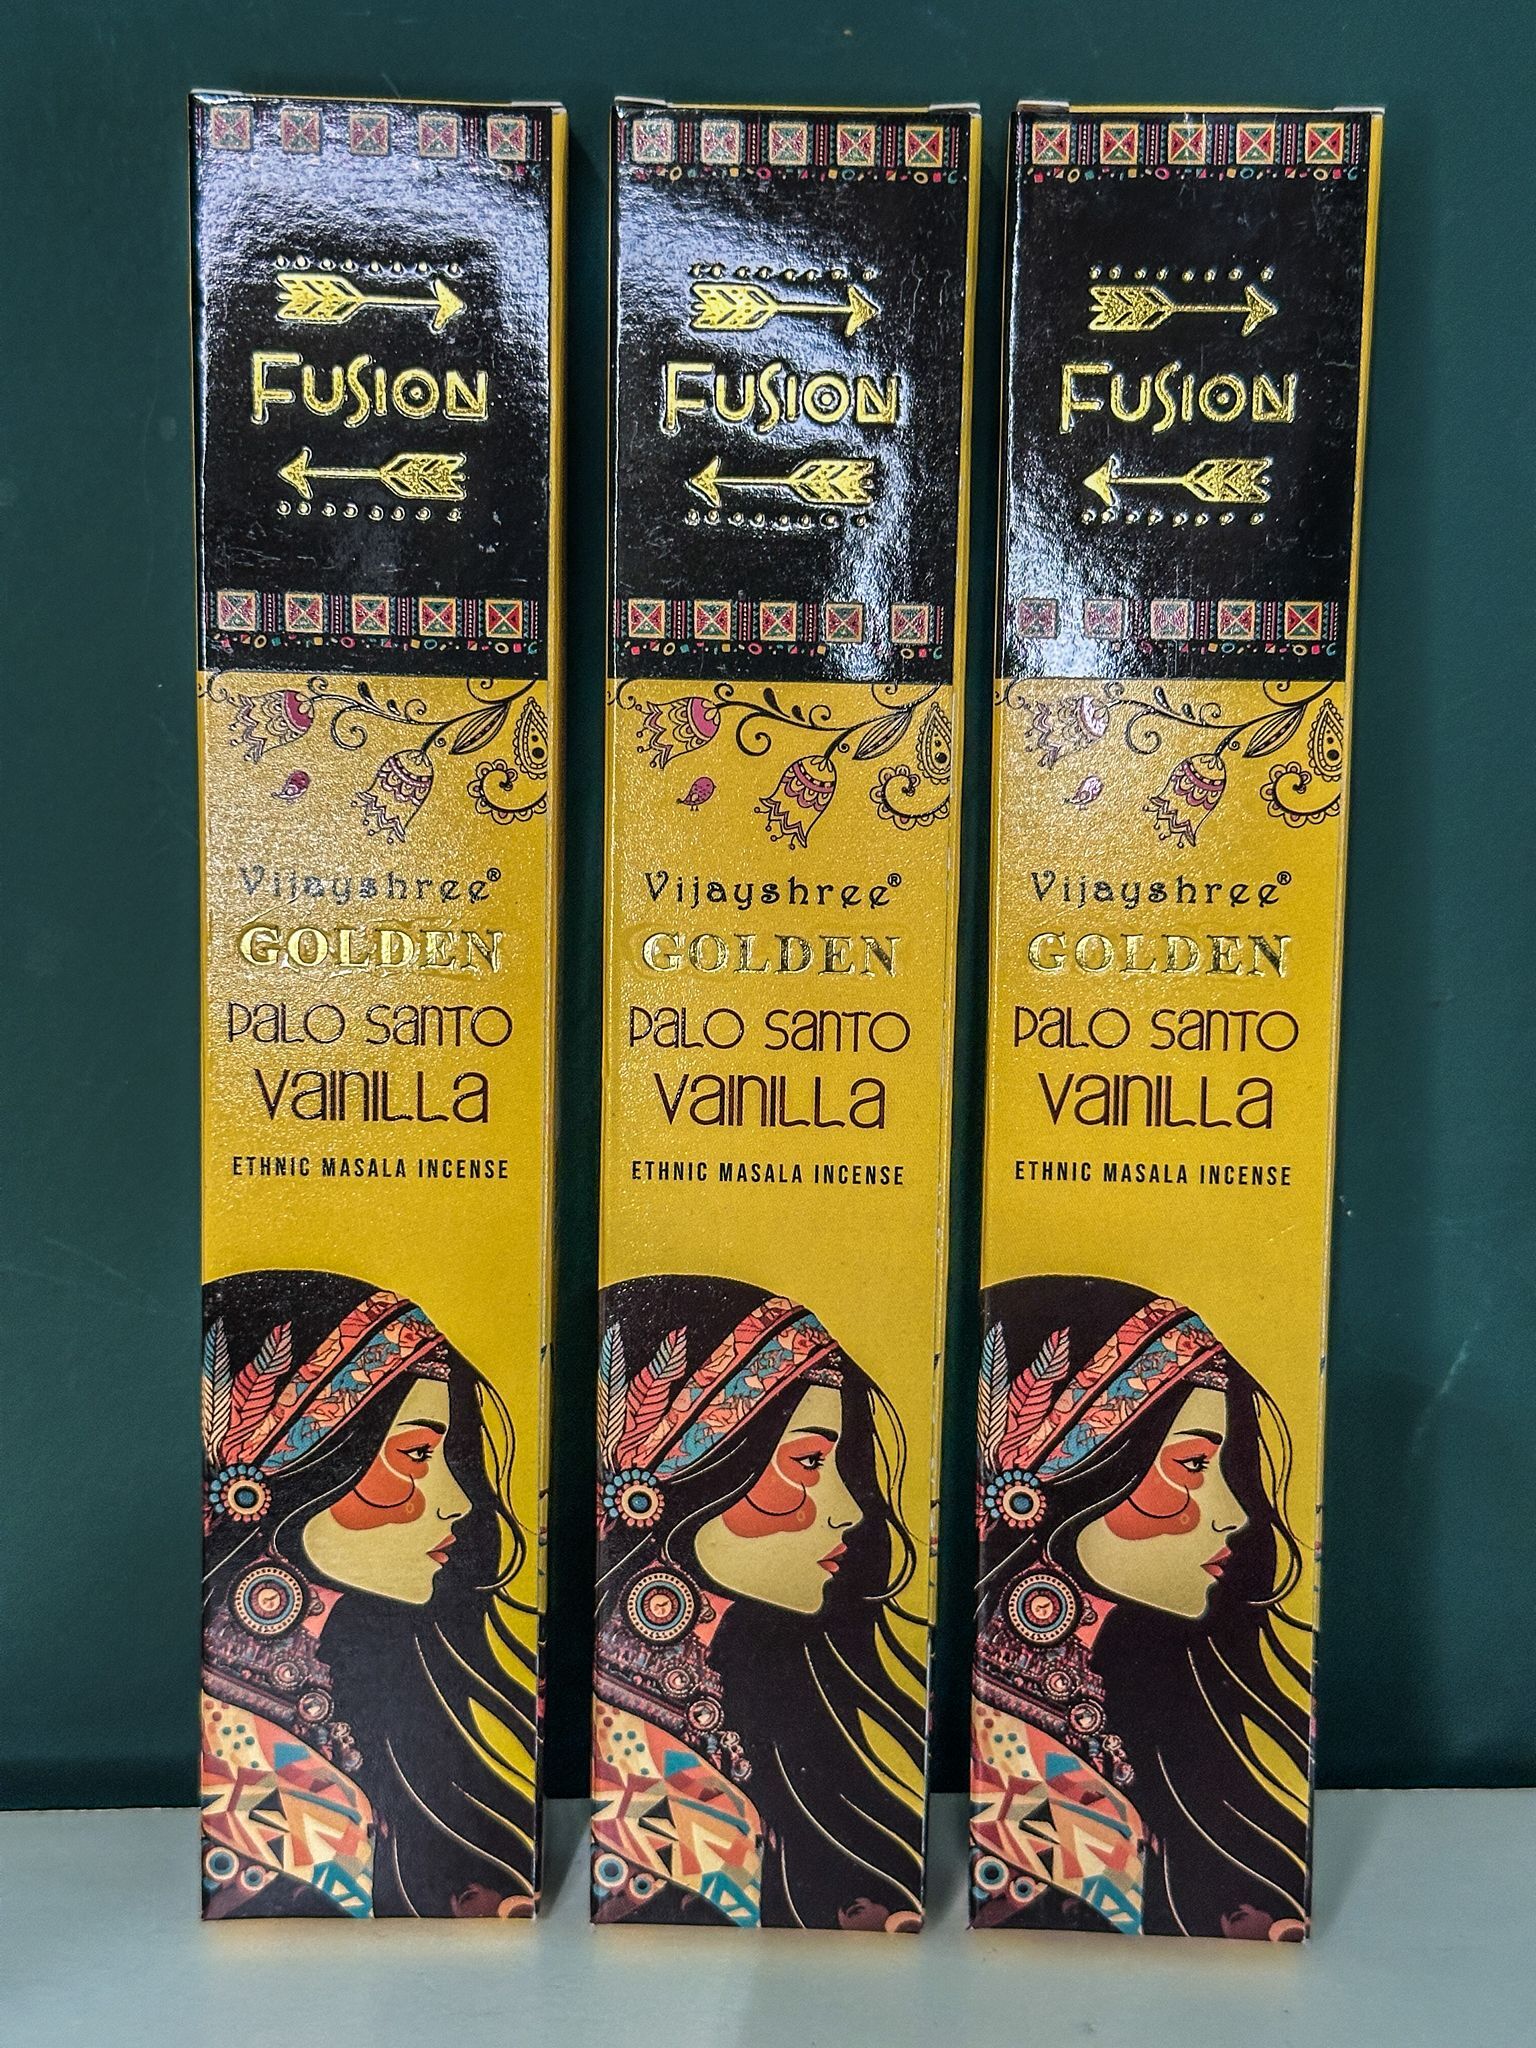 FUSION
Vijayshree®
GOLDEN
PALO SANTO
VAINILLA
ETHNIC MASALA INCENSE
FUSION
Vijayshree®
GOLDEN
PALO SANTO
VAINILLA
ETHNIC MASALA INCENSE
FUSION
Vijayshree®
GOLDEN
PALO SANTO
VAINILLA
ETHNIC MASALA INCENSE